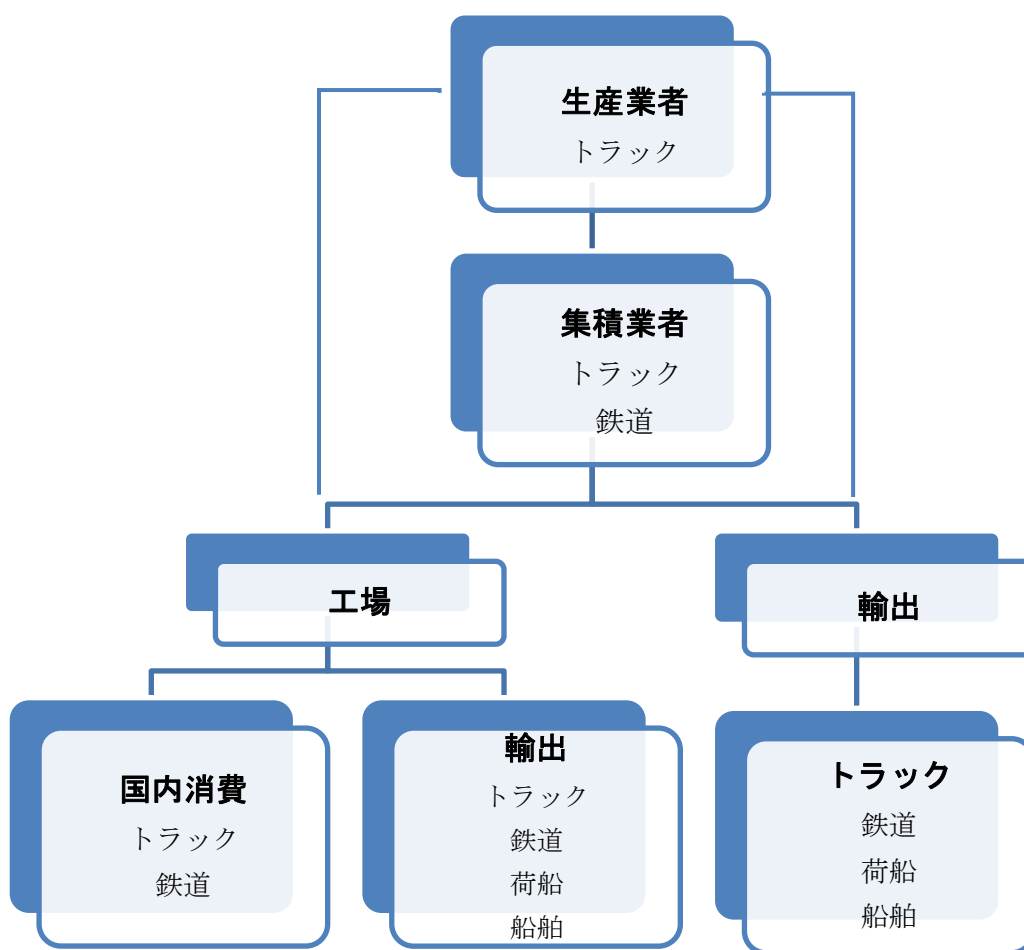 生産業者
トラック
集積業者
トラック
鉄道
工場
輸出
国内消費
トラック
鉄道
輸出
トラック
鉄道
荷船
船舶
トラック
鉄道
荷船
船舶